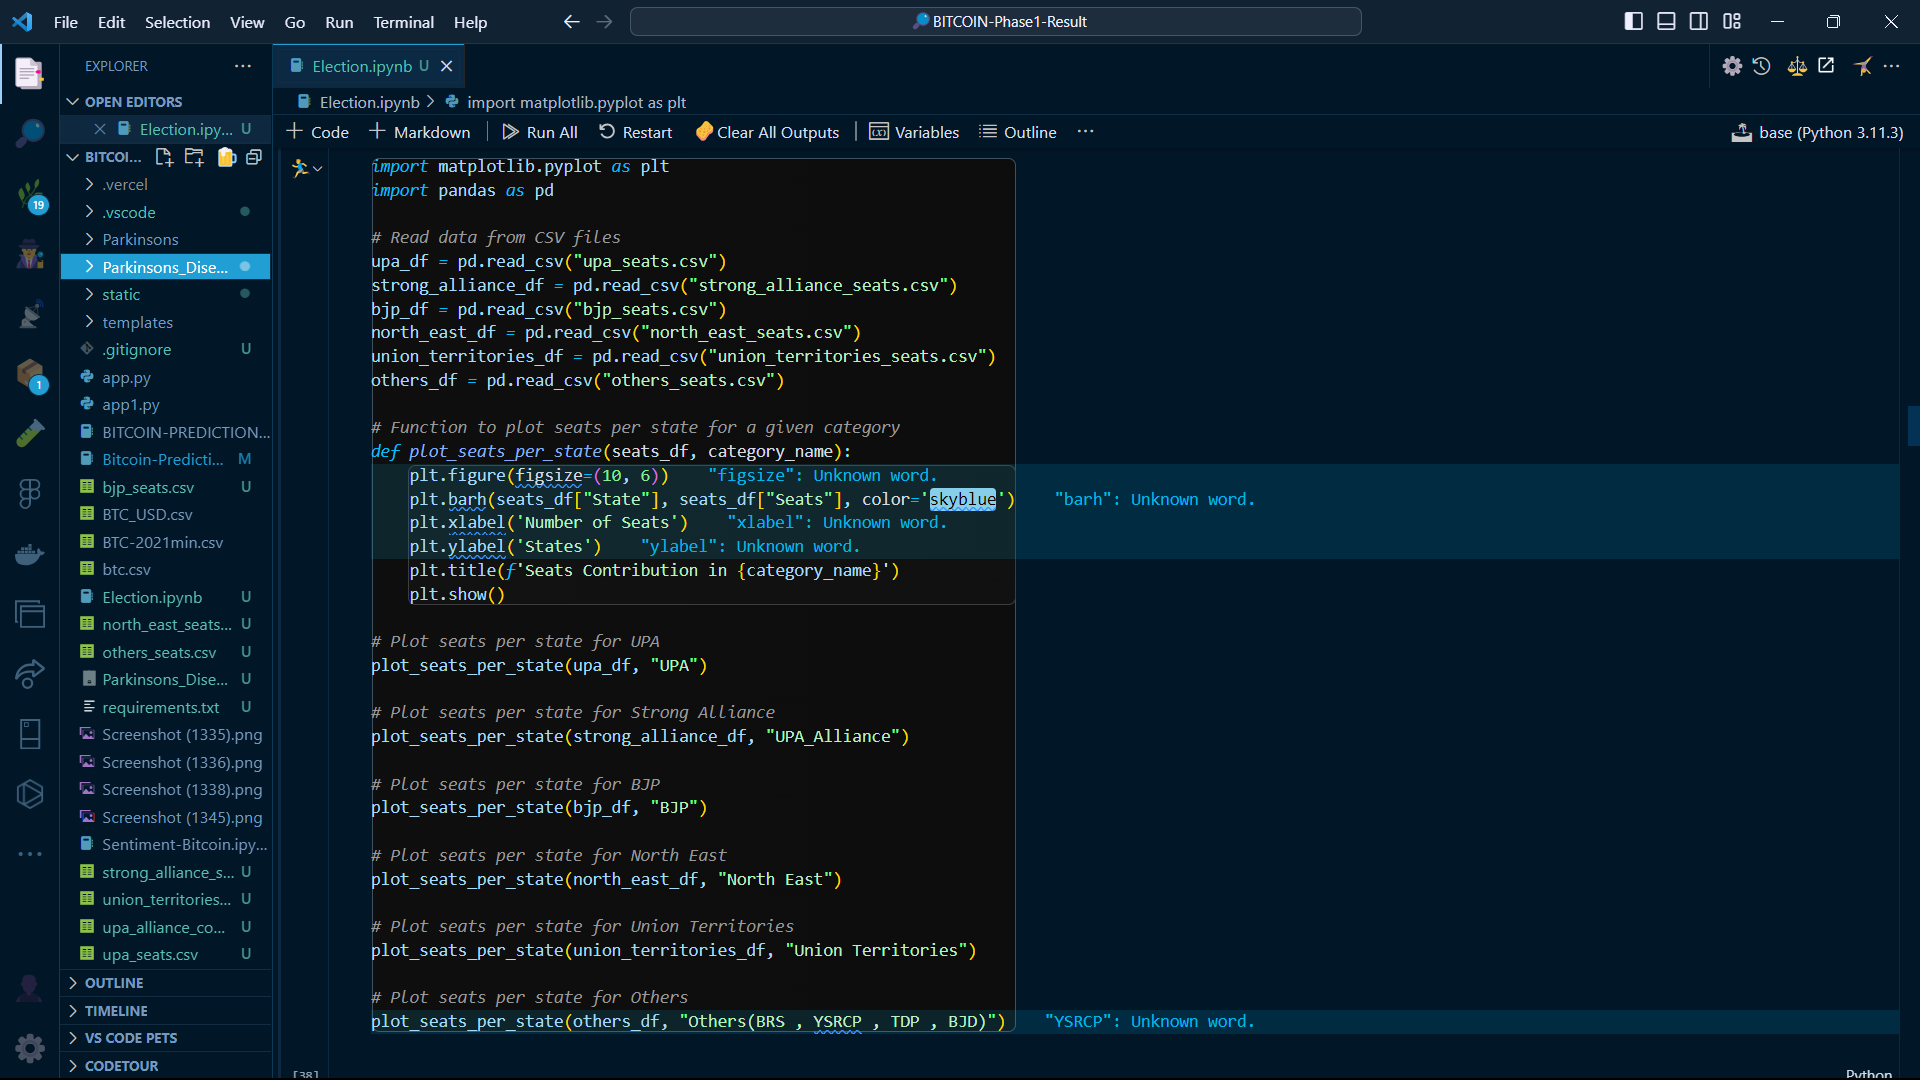 File Edit Selection View Go Run Terminal Help
BITCOIN-Phase1-Result
EXPLORER
OPEN EDITORS
Election.ipy... U
BITCOI...
.vercel
.vscode
Parkinsons
Parkinsons_Dise...
static
templates
.gitignore U
app.py
app1.py
BITCOIN-PREDICTION...
Bitcoin-Predicti... M
bjp_seats.csv U
BTC_USD.csv
BTC-2021min.csv
btc.csv
Election.ipynb U
north_east_seats... U
others_seats.csv U
Parkinsons_Dise... U
requirements.txt U
Screenshot (1335).png
Screenshot (1336).png
Screenshot (1338).png
Screenshot (1345).png
Sentiment-Bitcoin.ipy...
strong_alliance_s... U
union_territories... U
upa_alliance_co... U
upa_seats.csv U
OUTLINE
TIMELINE
VS CODE PETS
CODETOUR
19
1
Election.ipynb U
Election.ipynb > import matplotlib.pyplot as plt
Code Markdown Run All Restart Clear All Outputs Variables Outline ...
base (Python 3.11.3)
import matplotlib.pyplot as plt
import pandas as pd
# Read data from CSV files
upa_df = pd.read_csv("upa_seats.csv")
strong_alliance_df = pd.read_csv("strong_alliance_seats.csv")
bjp_df = pd.read_csv("bjp_seats.csv")
north_east_df = pd.read_csv("north_east_seats.csv")
union_territories_df = pd.read_csv("union_territories_seats.csv")
others_df = pd.read_csv("others_seats.csv")
# Function to plot seats per state for a given category
def plot_seats_per_state(seats_df, category_name):
plt.figure(figsize=(10, 6)) "figsize": Unknown word.
plt.barh(seats_df["State"], seats_df["Seats"], color='skyblue') "barh": Unknown word.
plt.xlabel('Number of Seats') "xlabel": Unknown word.
plt.ylabel('States') "ylabel": Unknown word.
plt.title(f'Seats Contribution in {category_name}')
plt.show()
# Plot seats per state for UPA
plot_seats_per_state(upa_df, "UPA")
# Plot seats per state for Strong Alliance
plot_seats_per_state(strong_alliance_df, "UPA_Alliance")
# Plot seats per state for BJP
plot_seats_per_state(bjp_df, "BJP")
# Plot seats per state for North East
plot_seats_per_state(north_east_df, "North East")
# Plot seats per state for Union Territories
plot_seats_per_state(union_territories_df, "Union Territories")
# Plot seats per state for Others
plot_seats_per_state(others_df, "Others(BRS , YSRCP , TDP , BJD)") "YSRCP": Unknown word.
[38]
Python